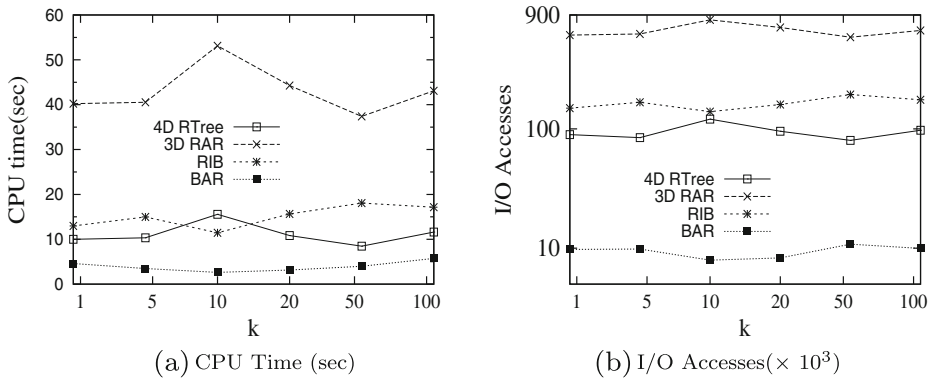 60
50
40
30
20
10
0
CPU time(sec)
4D RTree
3D RAR
RIB
BAR
1 5 10 20 50 100
k
(a) CPU Time (sec)
900
100
10
I/O Accesses
4D RTree
3D RAR
RIB
BAR
1 5 10 20 50 100
k
(b) I/O Accesses(× 10³)